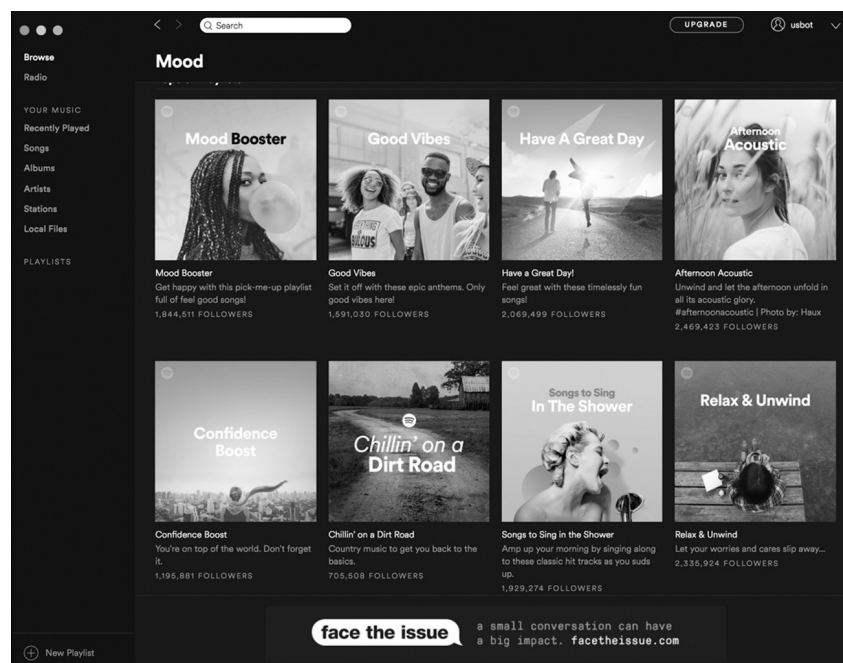 Search
UPGRADE
usbot
Browse
Radio
YOUR MUSIC
Recently Played
Songs
Albums
Artists
Stations
Local Files
PLAYLISTS
New Playlist
Mood
Mood Booster
Good Vibes
Have A Great Day
Afternoon
Acoustic
Mood Booster
Get happy with this pick-me-up playlist
full of feel good songs!
1,844,511 FOLLOWERS
Good Vibes
Set it off with these epic anthems. Only
good vibes here!
1,591,030 FOLLOWERS
Have a Great Day!
Feel great with these timelessly fun
songs!
2,069,499 FOLLOWERS
Afternoon Acoustic
Unwind and let the afternoon unfold in
all its acoustic glory.
#afternoonacoustic | Photo by: Haux
2,469,423 FOLLOWERS
Confidence
Boost
Chillin' on a
Dirt Road
Songs to Sing
In The Shower
Relax & Unwind
Confidence Boost
You're on top of the world. Don't forget
it.
1,195,881 FOLLOWERS
Chillin' on a Dirt Road
Country music to get you back to the
basics.
705,508 FOLLOWERS
Songs to Sing in the Shower
Amp up your morning by singing along
to these classic hit tracks as you suds
up.
1,929,274 FOLLOWERS
Relax & Unwind
Let your worries and cares slip away...
2,335,924 FOLLOWERS
face the issue
a small conversation can have
a big impact. facetheissue.com